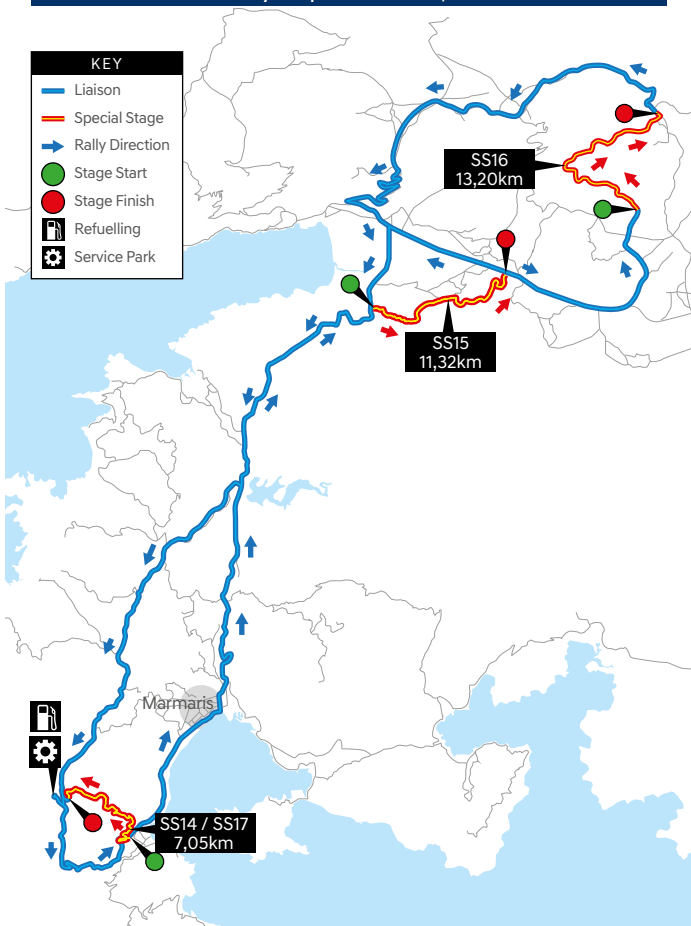 KEY
Liaison
Special Stage
Rally Direction
Stage Start
Stage Finish
Refuelling
Service Park
SS16
13,20km
SS15
11,32km
Marmaris
SS14 / SS17
7,05km